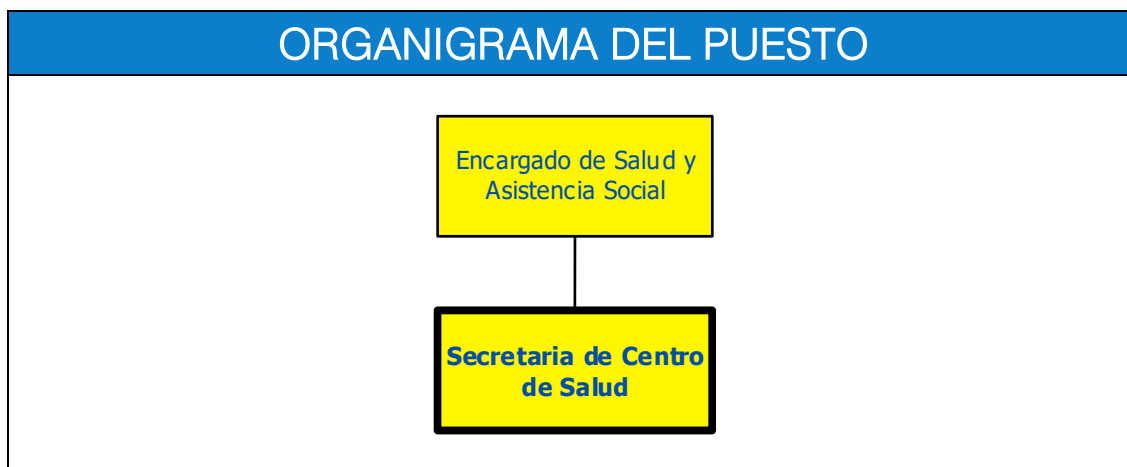 ORGANIGRAMA DEL PUESTO
Encargado de Salud y
Asistencia Social
Secretaria de Centro
de Salud